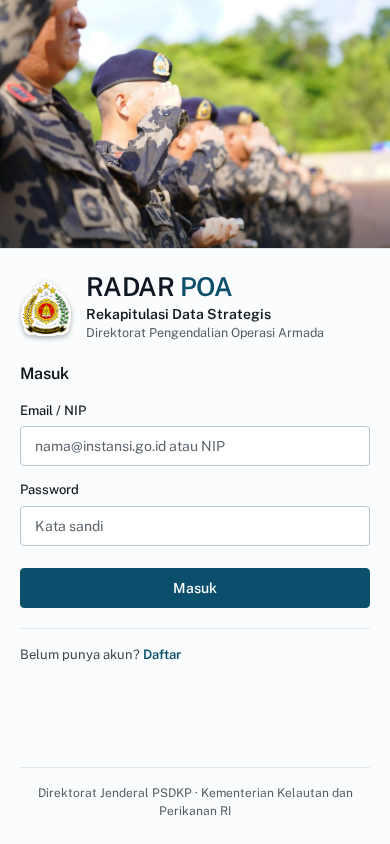 RADAR POA
Rekapitulasi Data Strategis
Direktorat Pengendalian Operasi Armada
Masuk
Email / NIP
nama@instansi.go.id atau NIP
Password
Kata sandi
Masuk
Belum punya akun? Daftar
Direktorat Jenderal PSDKP · Kementerian Kelautan dan
Perikanan RI